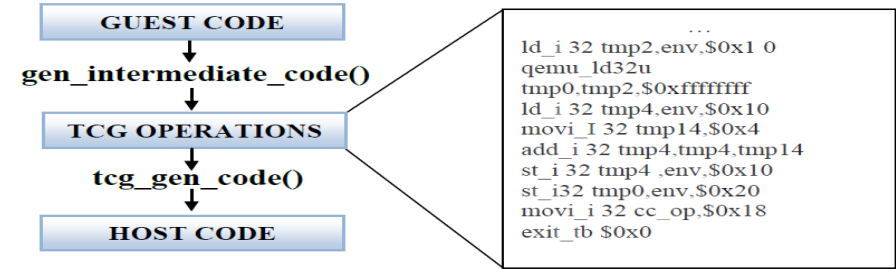 GUEST CODE
gen_intermediate_code()
TCG OPERATIONS
tcg_gen_code()
HOST CODE
...
ld_i 32 tmp2,env,$0x1 0
qemu_ld32u
tmp0,tmp2,$0xffffffff
ld_i 32 tmp4,env,$0x10
movi_I 32 tmp14,$0x4
add_i 32 tmp4,tmp4,tmp14
st_i 32 tmp4 ,env,$0x10
st_i32 tmp0,env,$0x20
movi_i 32 cc_op,$0x18
exit_tb $0x0